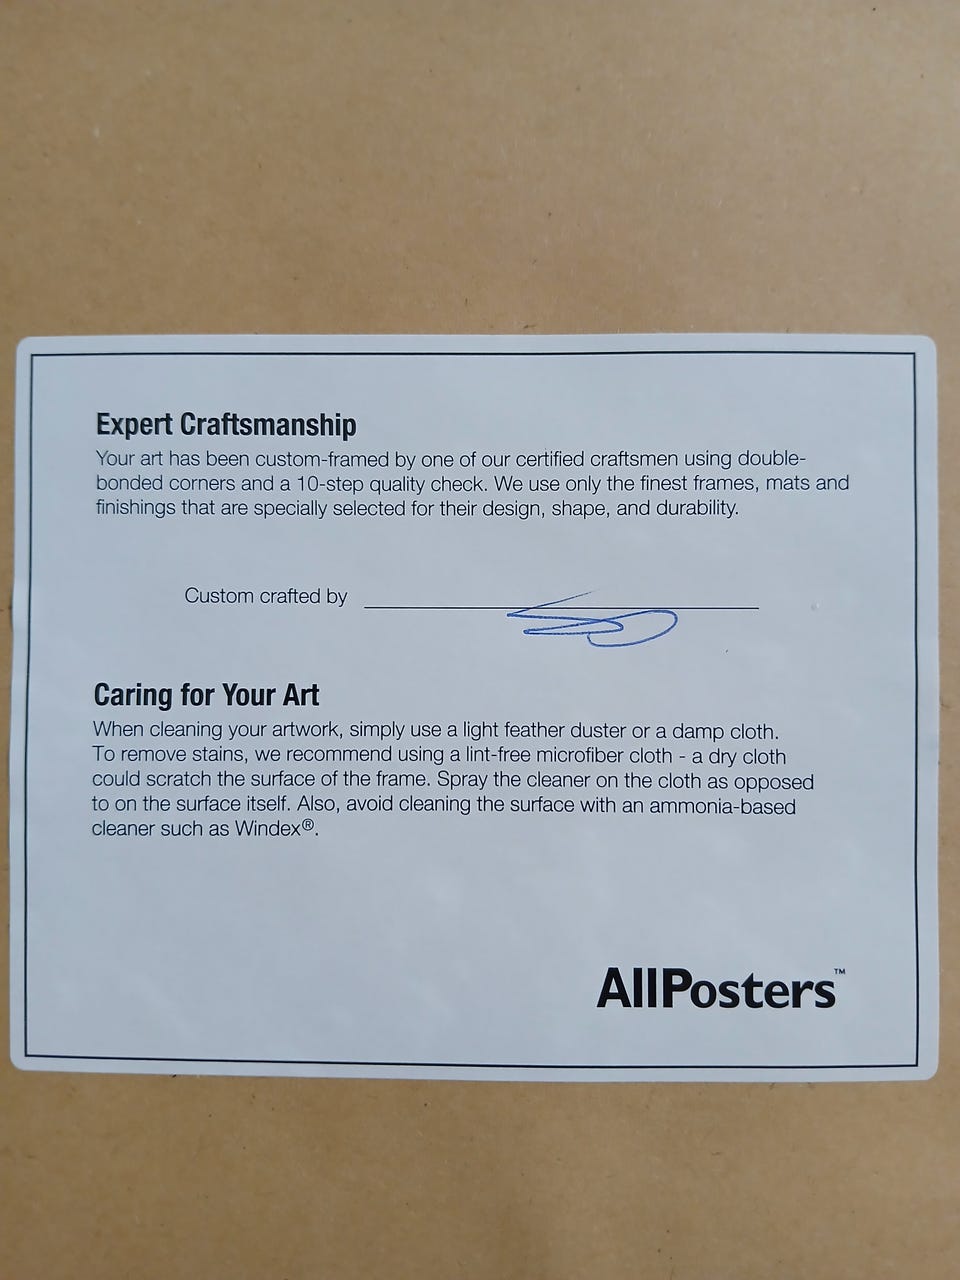 Expert Craftsmanship
Your art has been custom-framed by one of our certified craftsmen using double-
bonded corners and a 10-step quality check. We use only the finest frames, mats and
finishings that are specially selected for their design, shape, and durability.
Custom crafted by
Caring for Your Art
When cleaning your artwork, simply use a light feather duster or a damp cloth.
To remove stains, we recommend using a lint-free microfiber cloth - a dry cloth
could scratch the surface of the frame. Spray the cleaner on the cloth as opposed
to on the surface itself. Also, avoid cleaning the surface with an ammonia-based
cleaner such as Windex®.
AllPosters™